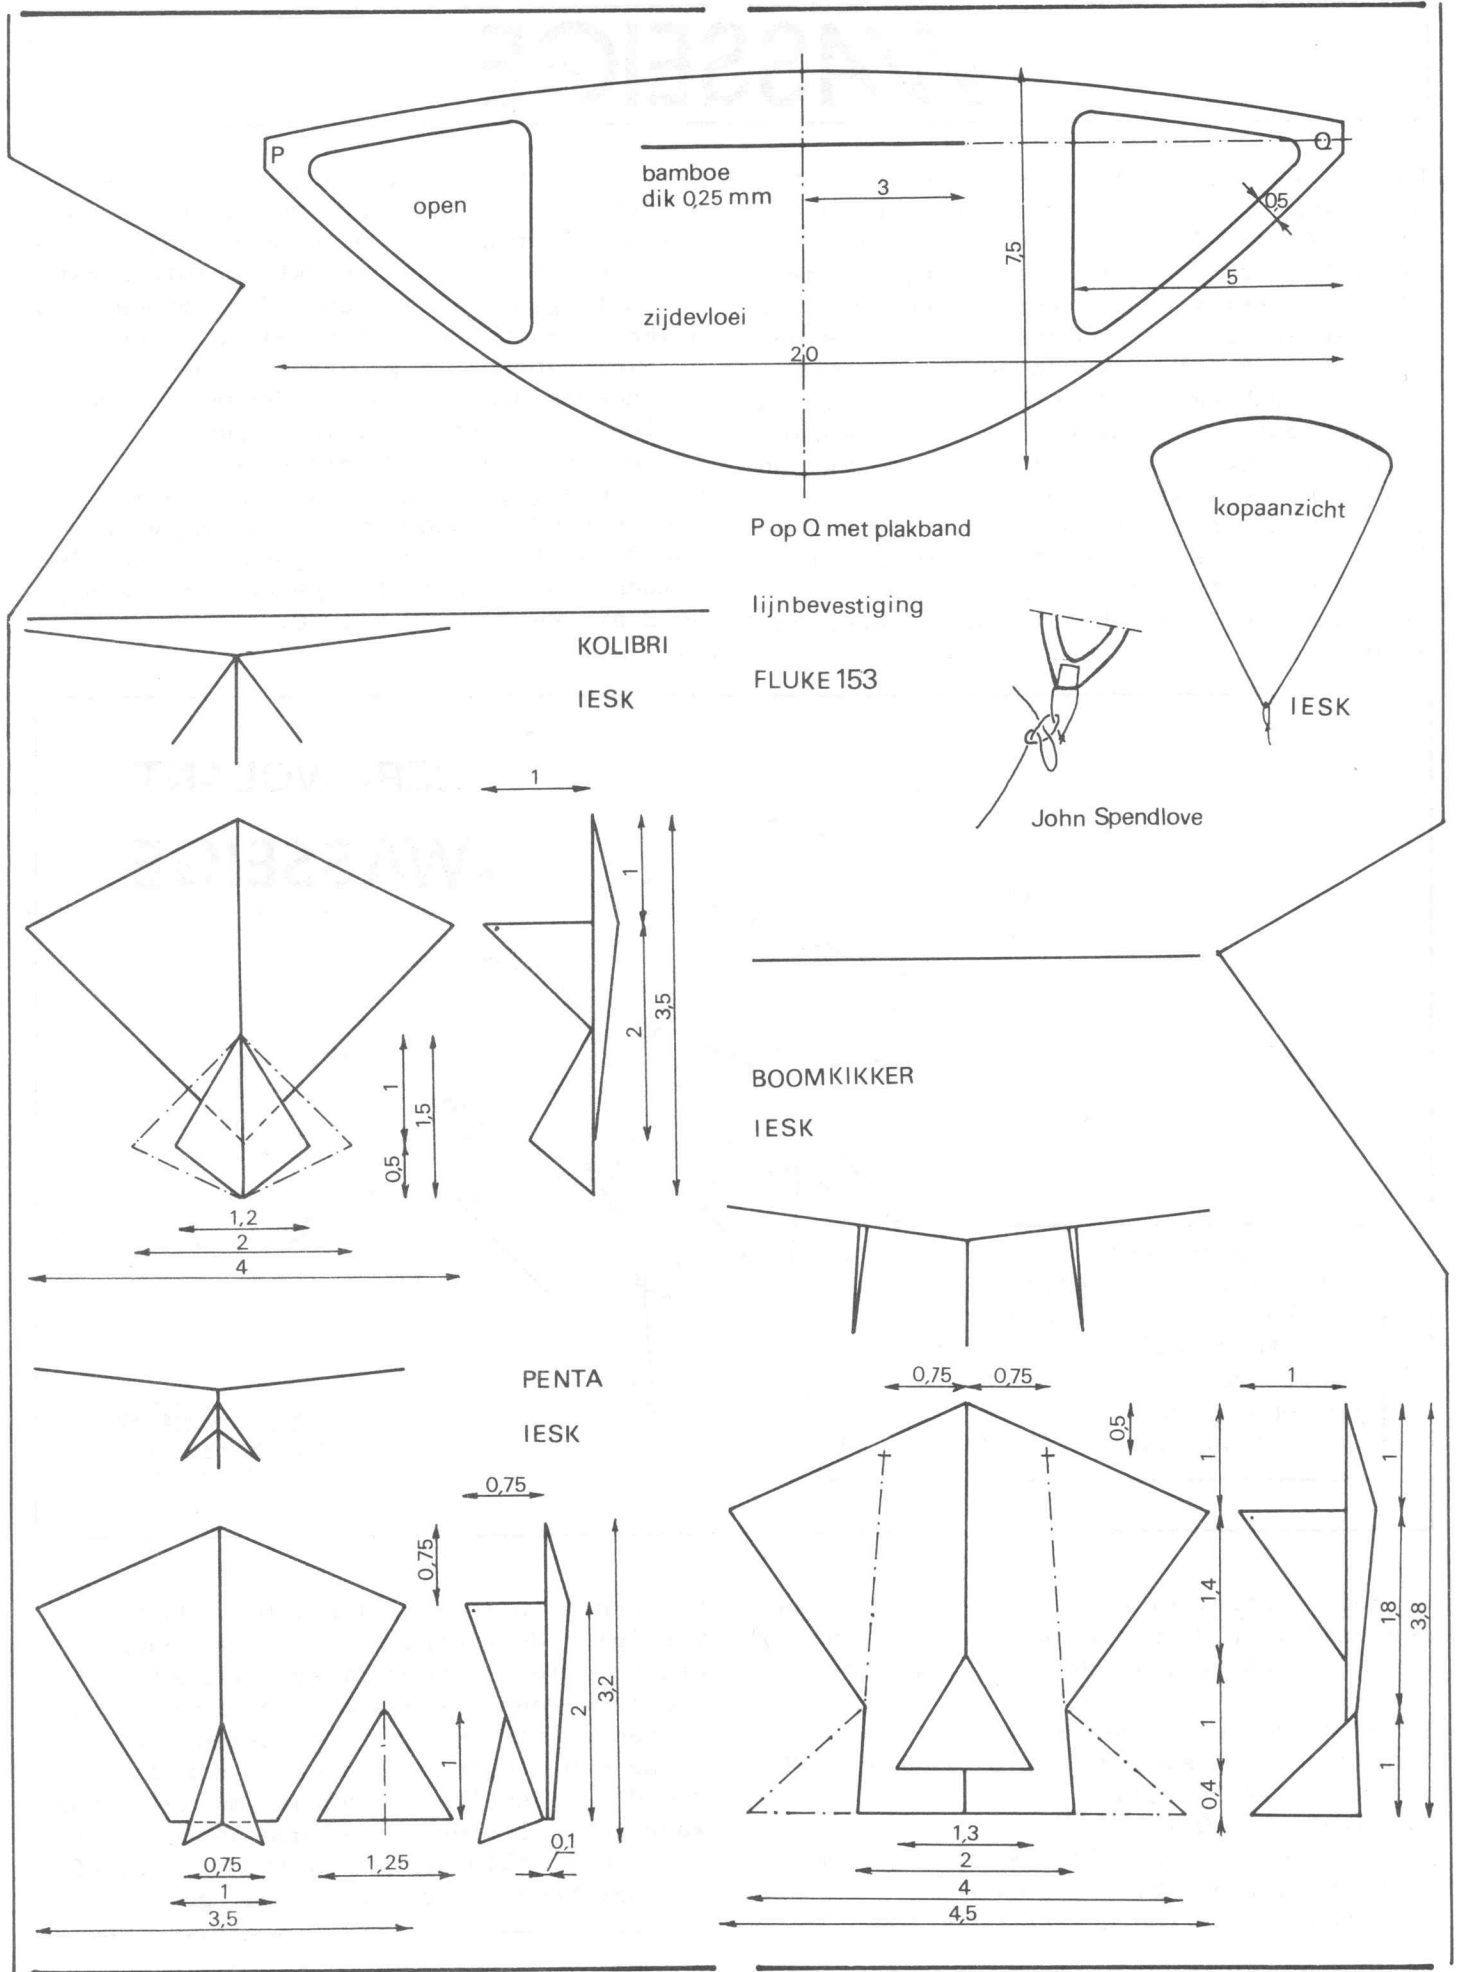 P
Q
open
bamboe
dik 0,25 mm
3
0,5
7,5
5
zijdevloei
20
kopaanzicht
P op Q met plakband
lijnbevestiging
FLUKE 153
IESK
John Spendlove
KOLIBRI
IESK
1
1
2
3,5
1
1,5
0,5
1,2
2
4
BOOMKIKKER
IESK
0,75
0,75
1
0,5
1
1
1,4
1,8
3,8
1
1
0,4
1,3
2
4
4,5
PENTA
IESK
0,75
0,75
2
3,2
1
0,1
0,75
1,25
1
3,5